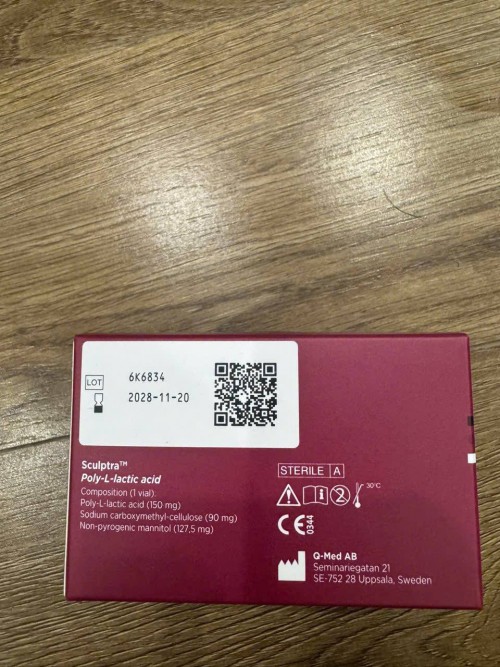 LOT
6K6834
2028-11-20
Sculptra™
Poly-L-lactic acid
Composition (1 vial):
Poly-L-lactic acid (150 mg)
Sodium carboxymethyl-cellulose (90 mg)
Non-pyrogenic mannitol (127,5 mg)
STERILE A
30°C
CE 0344
Q-Med AB
Seminariegatan 21
SE-752 28 Uppsala, Sweden